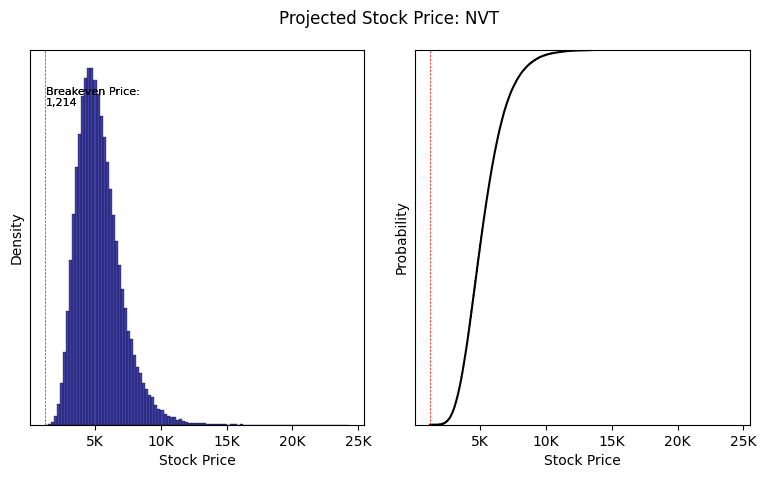 Projected Stock Price: NVT
Breakeven Price:
1,214
Density
5K 10K 15K 20K 25K
Stock Price
Probability
5K 10K 15K 20K 25K
Stock Price